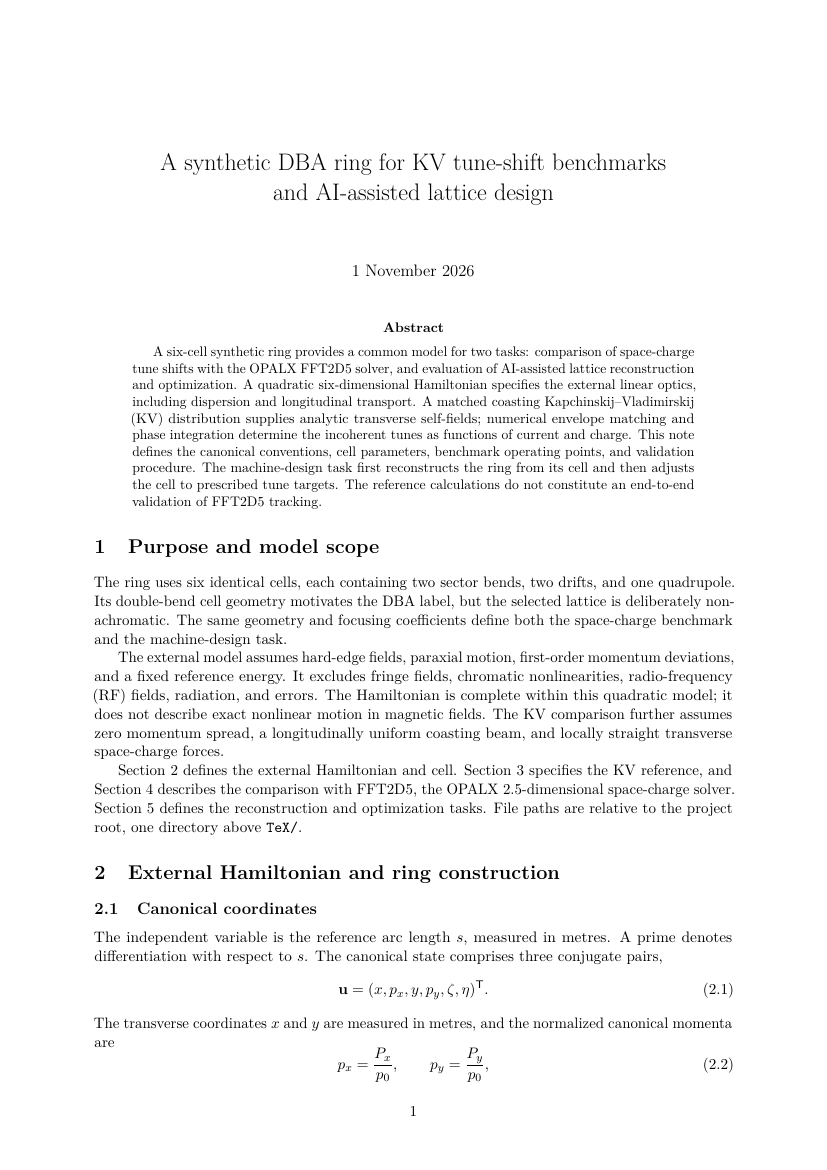 A synthetic DBA ring for KV tune-shift benchmarks
and AI-assisted lattice design
1 November 2026
Abstract
A six-cell synthetic ring provides a common model for two tasks: comparison of space-charge
tune shifts with the OPALX FFT2D5 solver, and evaluation of AI-assisted lattice reconstruction
and optimization. A quadratic six-dimensional Hamiltonian specifies the external linear optics,
including dispersion and longitudinal transport. A matched coasting Kapchinskij–Vladimirskij
(KV) distribution supplies analytic transverse self-fields; numerical envelope matching and
phase integration determine the incoherent tunes as functions of current and charge. This note
defines the canonical conventions, cell parameters, benchmark operating points, and validation
procedure. The machine-design task first reconstructs the ring from its cell and then adjusts
the cell to prescribed tune targets. The reference calculations do not constitute an end-to-end
validation of FFT2D5 tracking.
1 Purpose and model scope
The ring uses six identical cells, each containing two sector bends, two drifts, and one quadrupole.
Its double-bend cell geometry motivates the DBA label, but the selected lattice is deliberately non-
achromatic. The same geometry and focusing coefficients define both the space-charge benchmark
and the machine-design task.
The external model assumes hard-edge fields, paraxial motion, first-order momentum deviations,
and a fixed reference energy. It excludes fringe fields, chromatic nonlinearities, radio-frequency
(RF) fields, radiation, and errors. The Hamiltonian is complete within this quadratic model; it
does not describe exact nonlinear motion in magnetic fields. The KV comparison further assumes
zero momentum spread, a longitudinally uniform coasting beam, and locally straight transverse
space-charge forces.
Section 2 defines the external Hamiltonian and cell. Section 3 specifies the KV reference, and
Section 4 describes the comparison with FFT2D5, the OPALX 2.5-dimensional space-charge solver.
Section 5 defines the reconstruction and optimization tasks. File paths are relative to the project
root, one directory above TeX/.
2 External Hamiltonian and ring construction
2.1 Canonical coordinates
The independent variable is the reference arc length s, measured in metres. A prime denotes
differentiation with respect to s. The canonical state comprises three conjugate pairs,
u = (x, p_x, y, p_y, ζ, η)^T. (2.1)
The transverse coordinates x and y are measured in metres, and the normalized canonical momenta
are
p_x = P_x/p_0, p_y = P_y/p_0, (2.2)
1